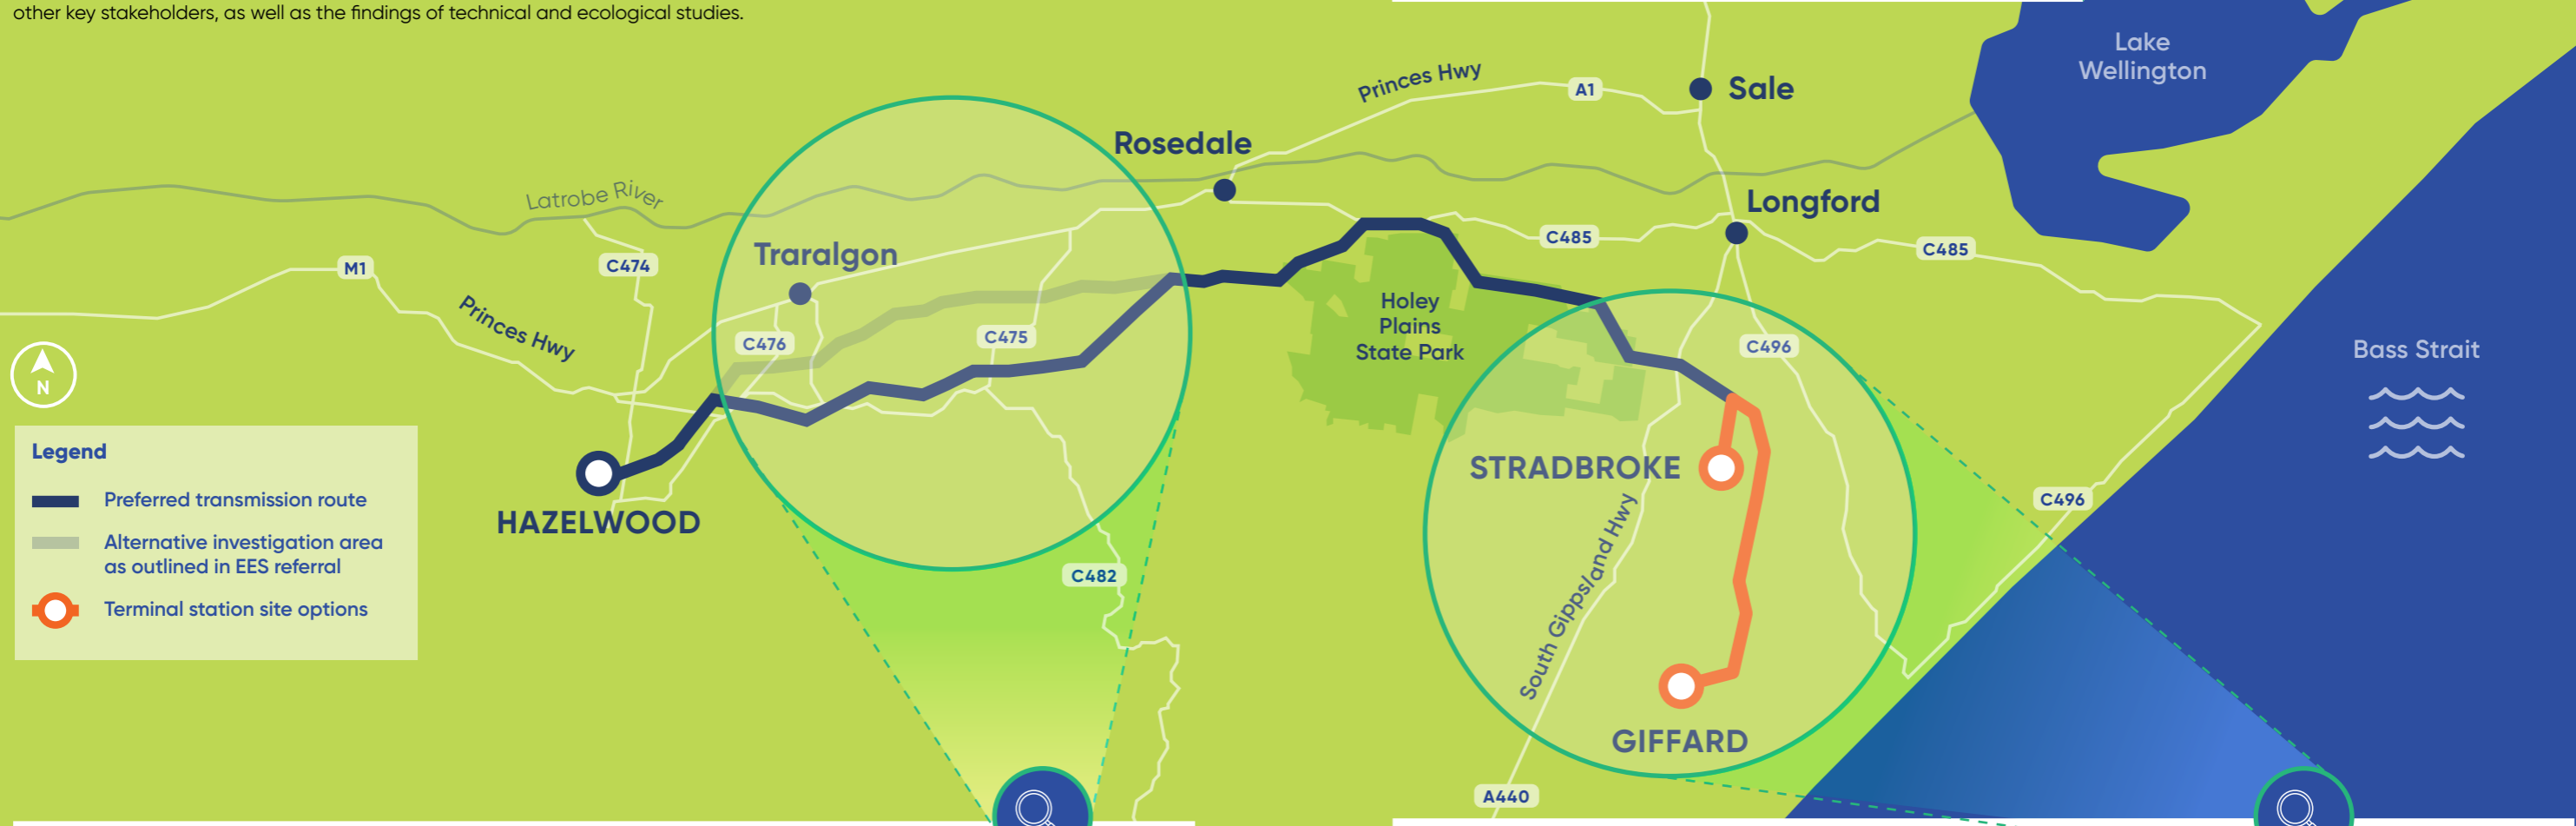 other key stakeholders, as well as the findings of technical and ecological studies.
Lake
Wellington
Princes Hwy
A1
Sale
Rosedale
Latrobe River
Longford
Traralgon
C485
C485
M1
C474
Princes Hwy
Holey
Plains
State Park
C476
C475
C496
Bass Strait
N
Legend
Preferred transmission route
Alternative investigation area
as outlined in EES referral
Terminal station site options
HAZELWOOD
STRADBROKE
C496
South Gippsland Hwy
C482
GIFFARD
A440